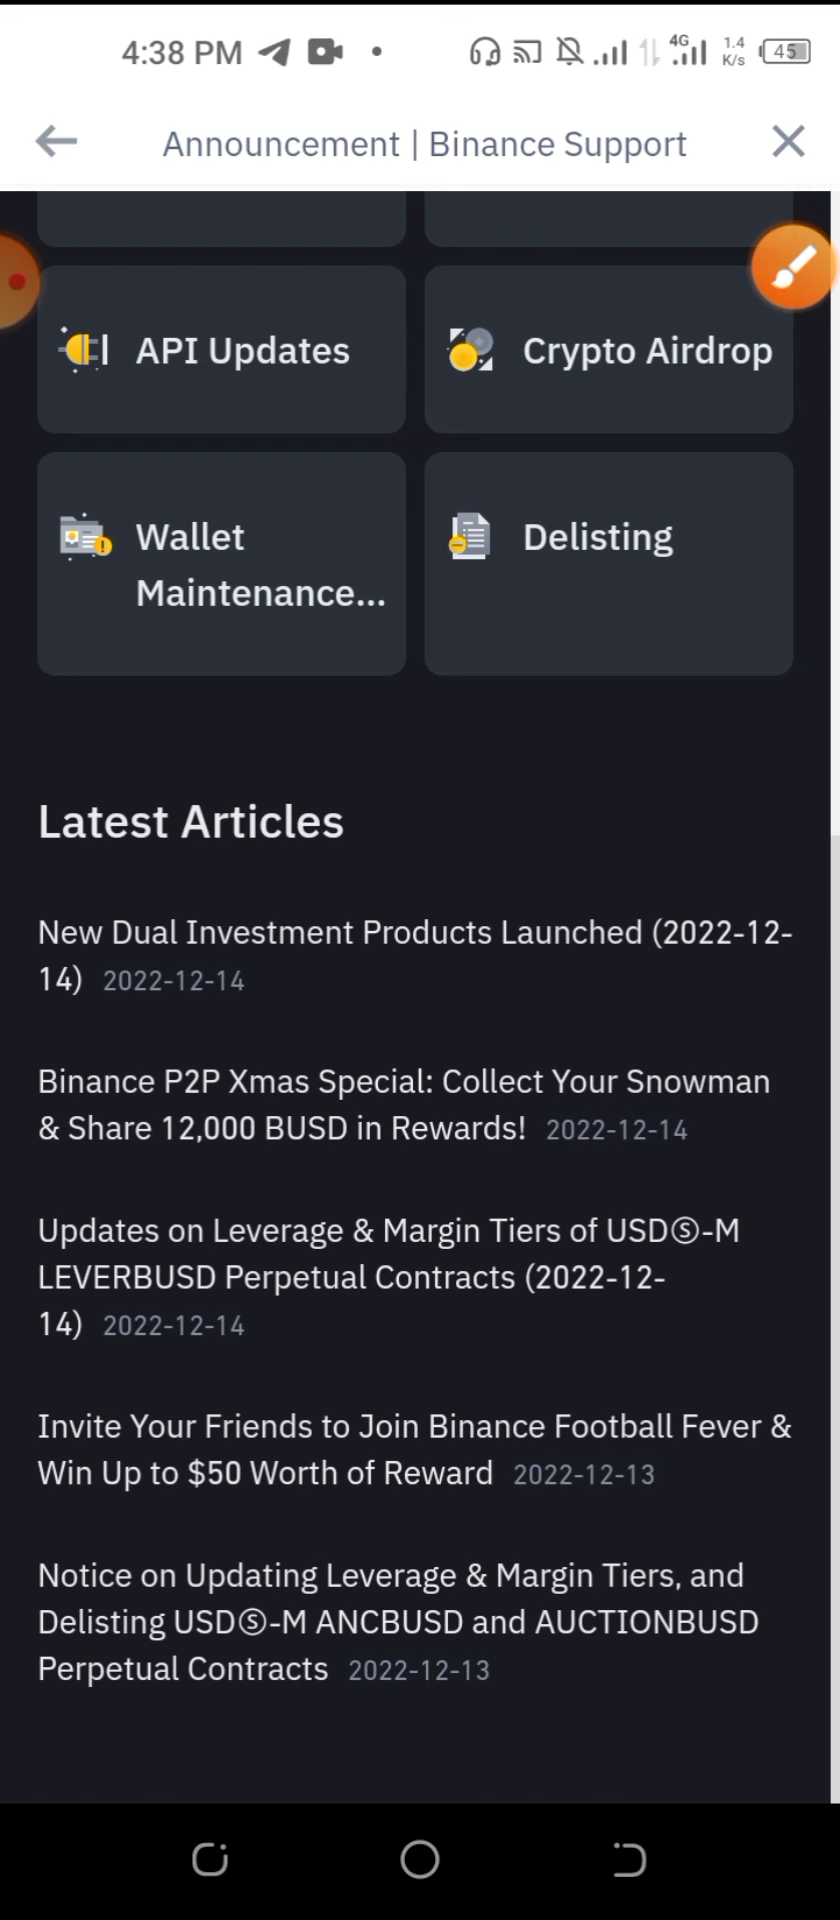 4:38 PM
4G
1.4
K/s
45
Announcement | Binance Support
API Updates
Crypto Airdrop
Wallet
Maintenance...
Delisting
Latest Articles
New Dual Investment Products Launched (2022-12-
14) 2022-12-14
Binance P2P Xmas Special: Collect Your Snowman
& Share 12,000 BUSD in Rewards! 2022-12-14
Updates on Leverage & Margin Tiers of USDⓈ-M
LEVERBUSD Perpetual Contracts (2022-12-
14) 2022-12-14
Invite Your Friends to Join Binance Football Fever &
Win Up to $50 Worth of Reward 2022-12-13
Notice on Updating Leverage & Margin Tiers, and
Delisting USDⓈ-M ANCBUSD and AUCTIONBUSD
Perpetual Contracts 2022-12-13